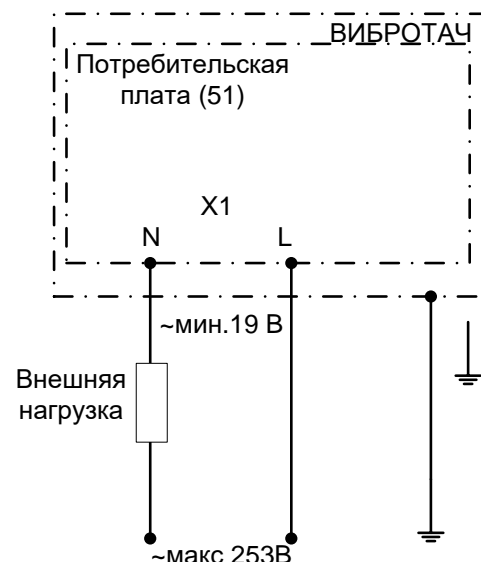 ВИБРОТАЧ
Потребительская
плата (51)
X1
N L
~мин.19 В
Внешняя
нагрузка
~макс 253В